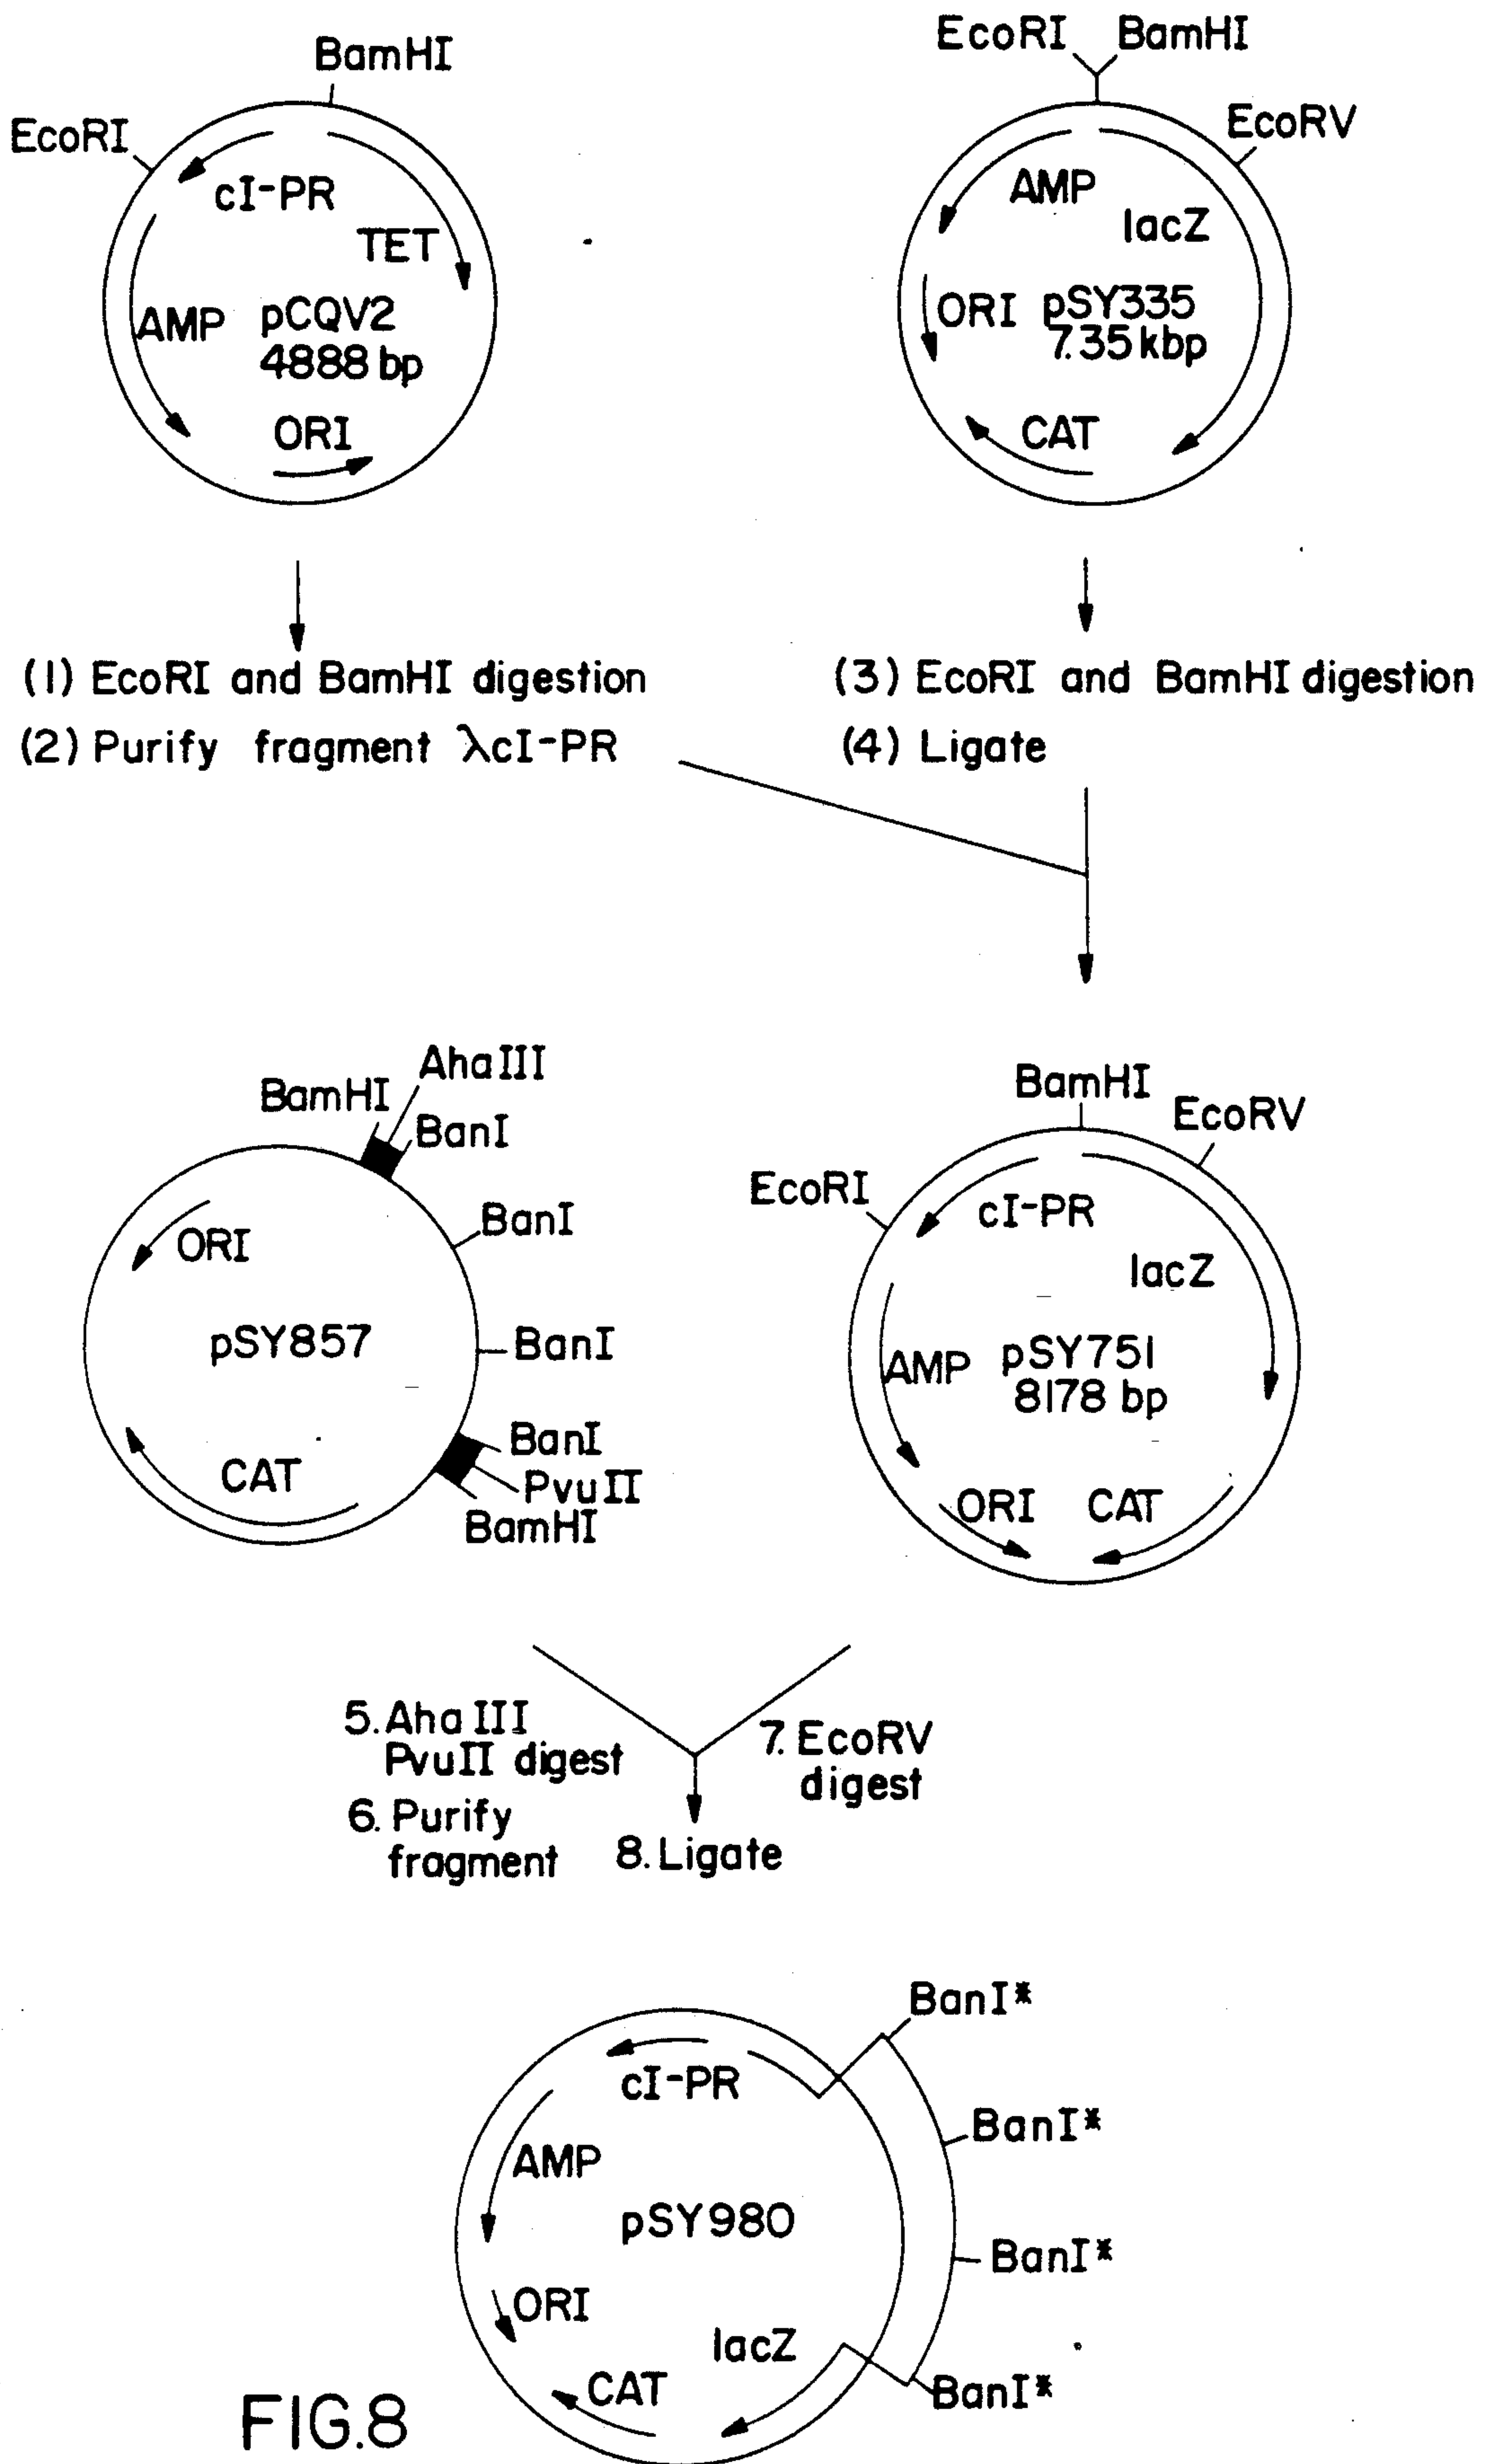 BamHI
EcoRI
cI-PR
TET
AMP
pCQV2
4888 bp
ORI
EcoRI
BamHI
EcoRV
AMP
lacZ
ORI
pSY335
7.35 kbp
CAT
(1) EcoRI and BamHI digestion
(2) Purify fragment λcI-PR
(3) EcoRI and BamHI digestion
(4) Ligate
BamHI
AhaIII
BanI
BanI
ORI
pSY857
BanI
CAT
BanI
PvuII
BamHI
BamHI
EcoRV
EcoRI
cI-PR
lacZ
AMP
pSY751
8178 bp
ORI
CAT
5. AhaIII
PvuII digest
6. Purify
fragment
7. EcoRV
digest
8. Ligate
BanI*
cI-PR
BanI*
AMP
pSY980
BanI*
ORI
lacZ
CAT
BanI*
FIG.8